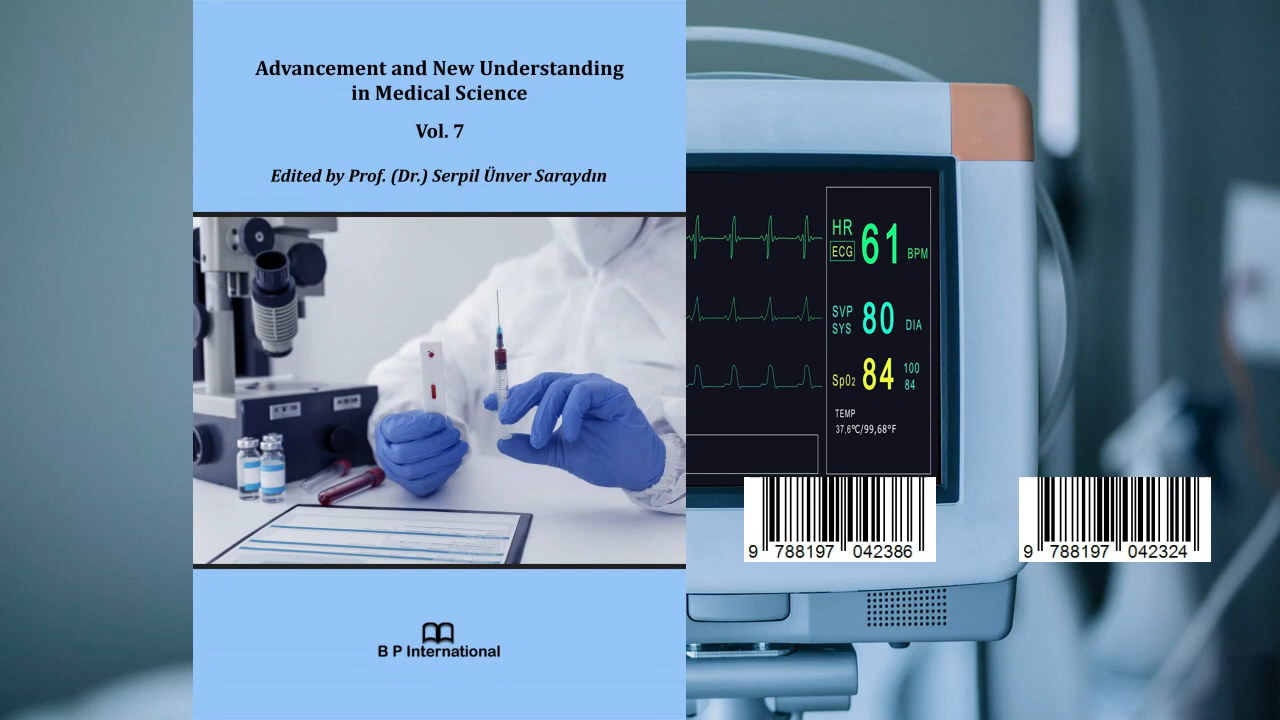 Advancement and New Understanding
in Medical Science
Vol. 7
Edited by Prof. (Dr.) Serpil Ünver Saraydın
B P International
HR
ECG
61 BPM
SVP
SYS
80 DIA
SpO₂ 84 100
84
TEMP
37,6°C/99,68°F
9 788197 042386
9 788197 042324